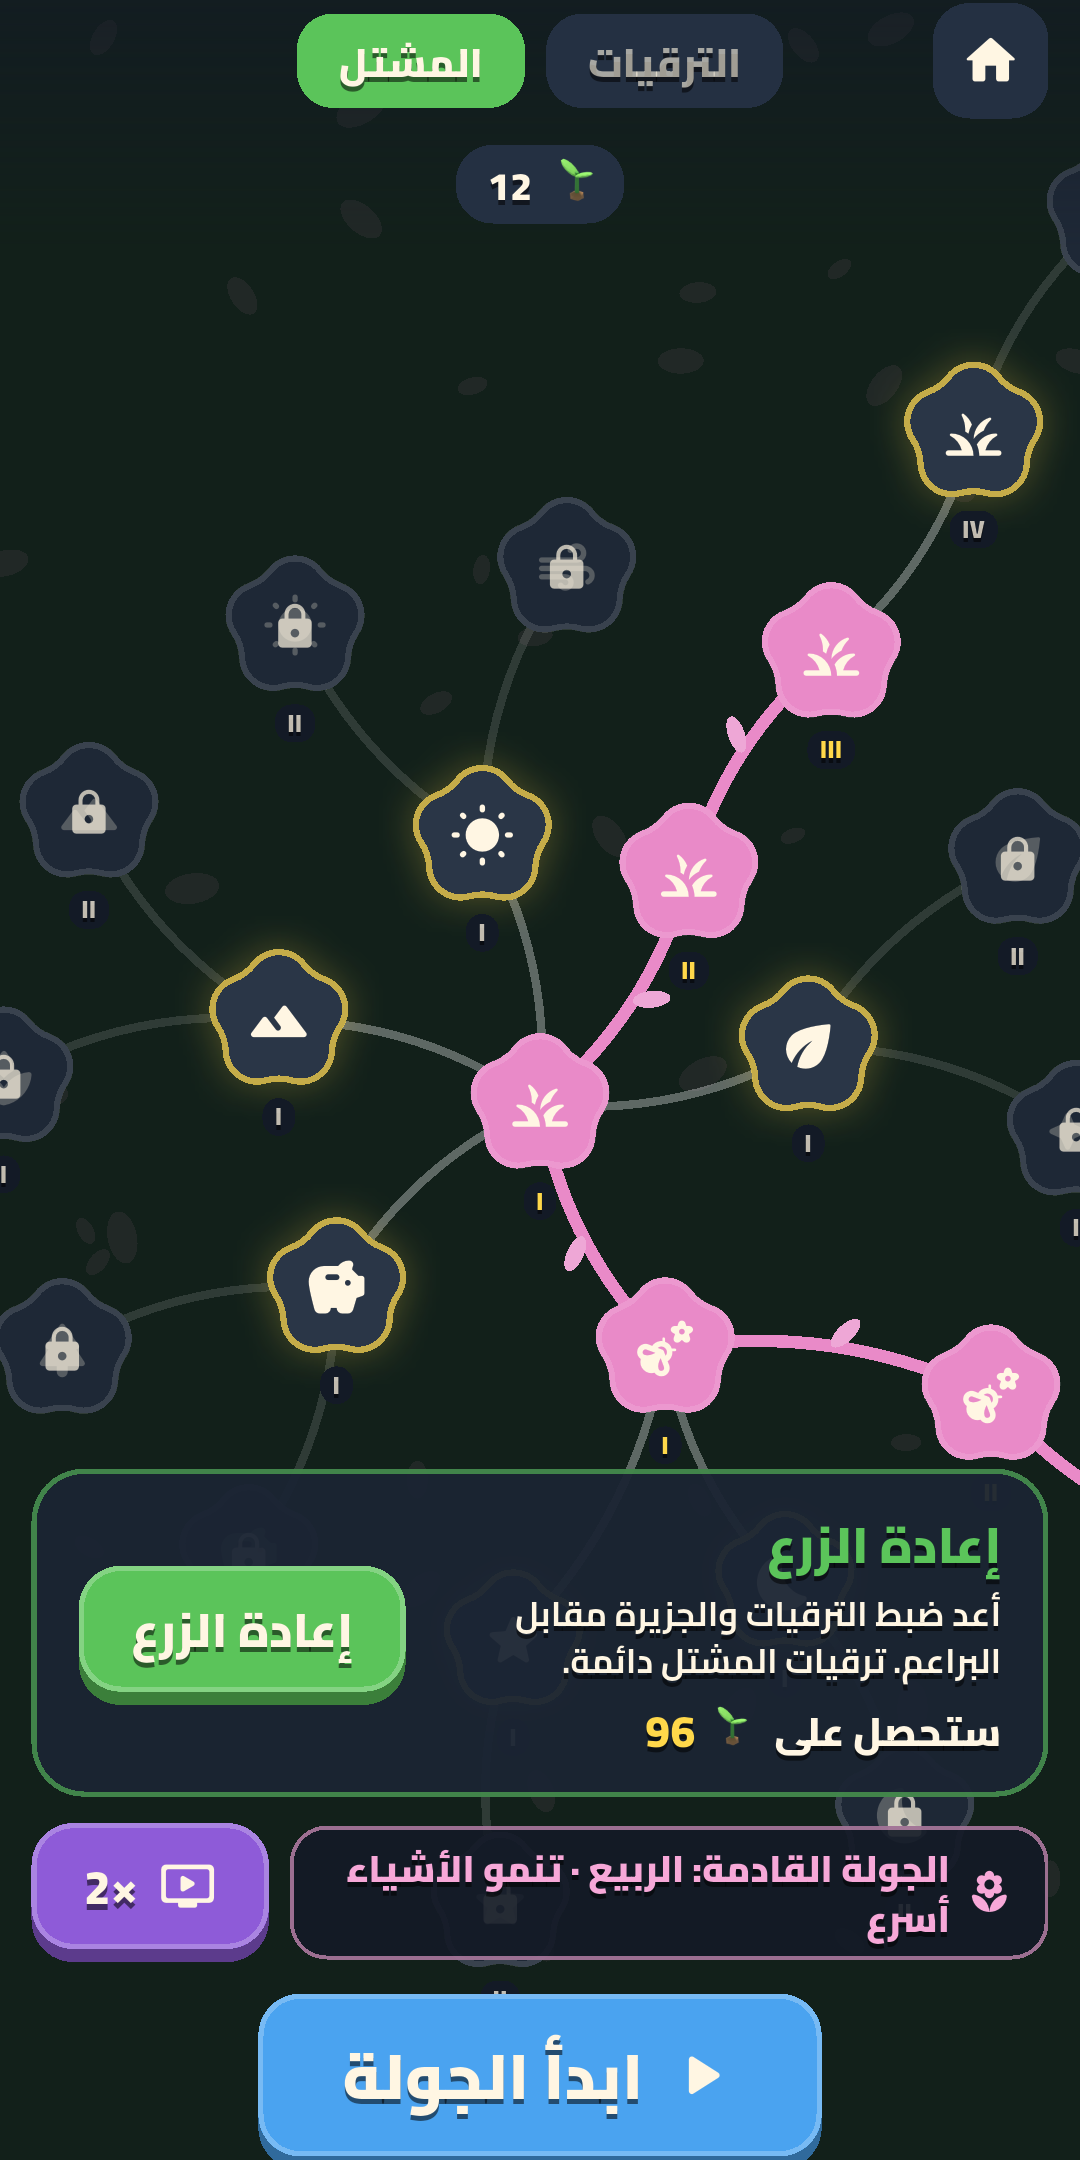 الترقيات
المشتل
12
IV
III
II
II
II
II
I
I
I
I
I
I
I
I
I
II
إعادة الزرع
أعد ضبط الترقيات والجزيرة مقابل
البراعم. ترقيات المشتل دائمة.
ستحصل على 96
إعادة الزرع
الجولة القادمة: الربيع · تنمو الأشياء
أسرع
2×
ابدأ الجولة